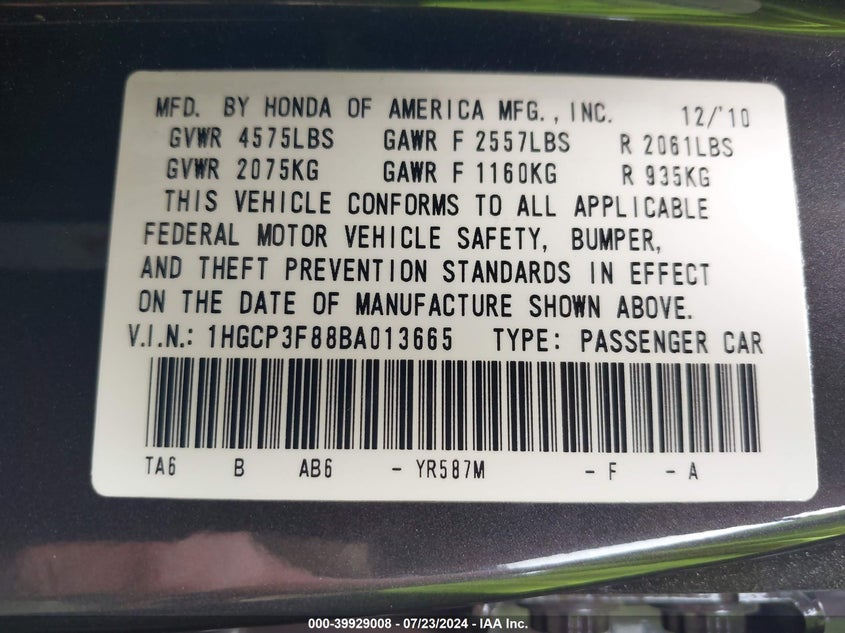 MFD. BY HONDA OF AMERICA MFG., INC. 12/'10
GVWR 4575LBS GAWR F 2557LBS R 2061LBS
GVWR 2075KG GAWR F 1160KG R 935KG
THIS VEHICLE CONFORMS TO ALL APPLICABLE
FEDERAL MOTOR VEHICLE SAFETY, BUMPER,
AND THEFT PREVENTION STANDARDS IN EFFECT
ON THE DATE OF MANUFACTURE SHOWN ABOVE.
V.I.N.: 1HGCP3F88BA013665 TYPE: PASSENGER CAR
TA6 B AB6 - YR587M - F - A
000-39929008 - 07/23/2024 - IAA Inc.